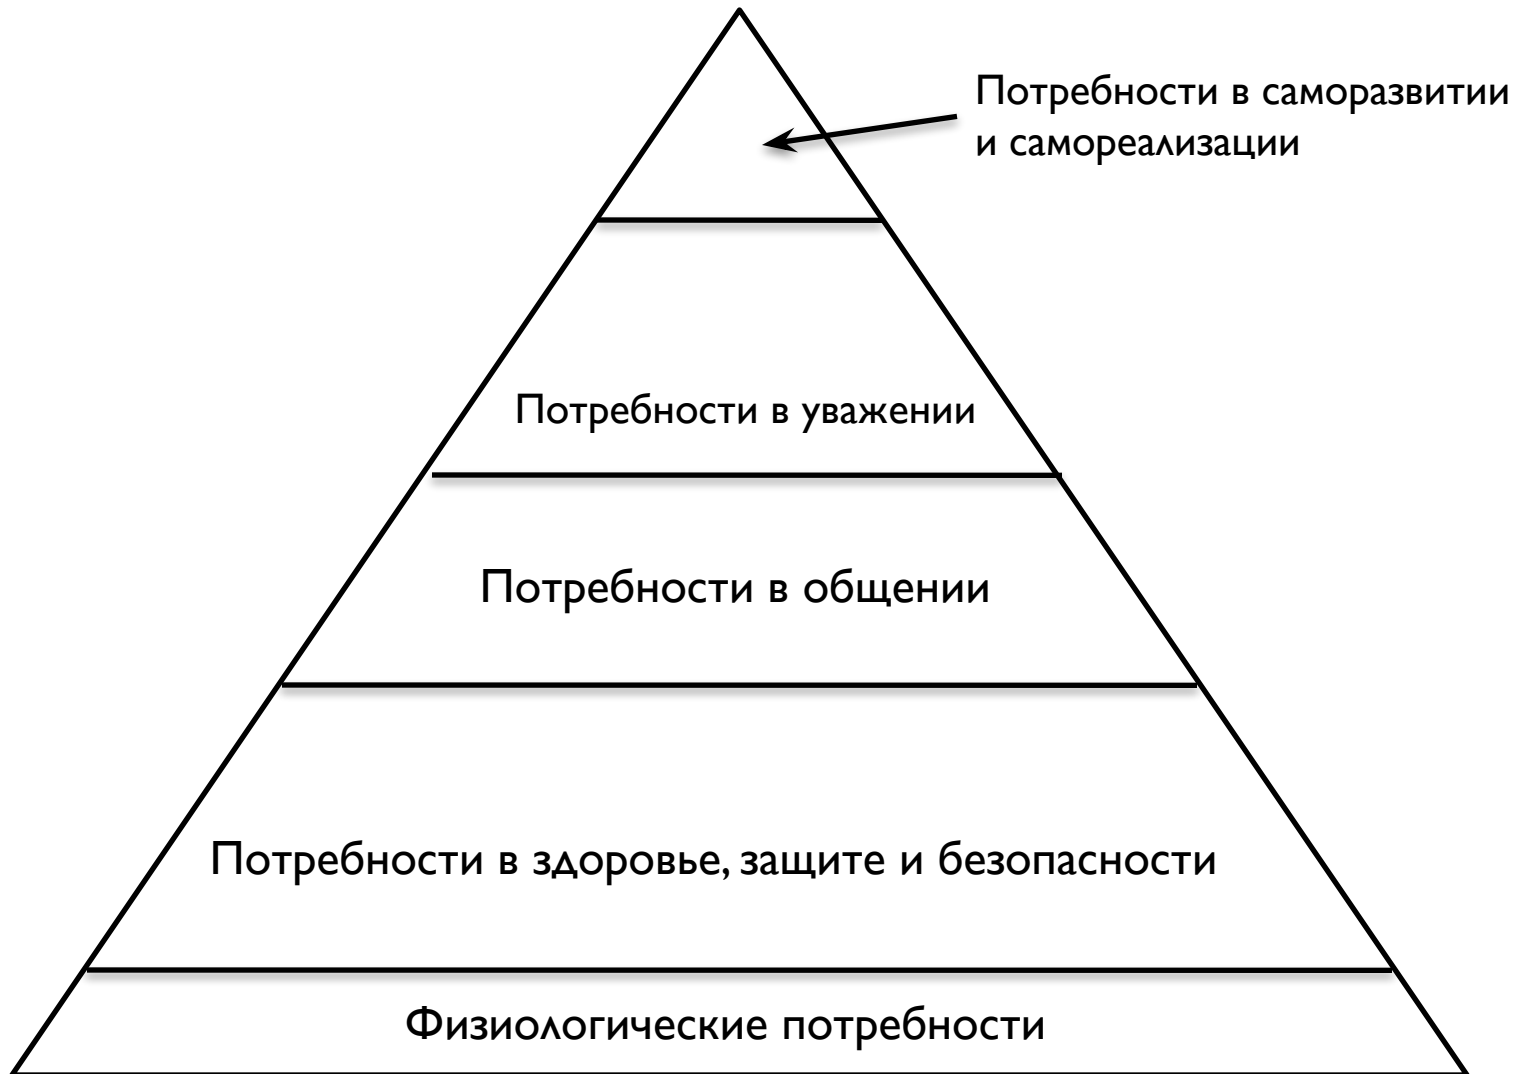 Потребности в саморазвитии
и самореализации
Потребности в уважении
Потребности в общении
Потребности в здоровье, защите и безопасности
Физиологические потребности